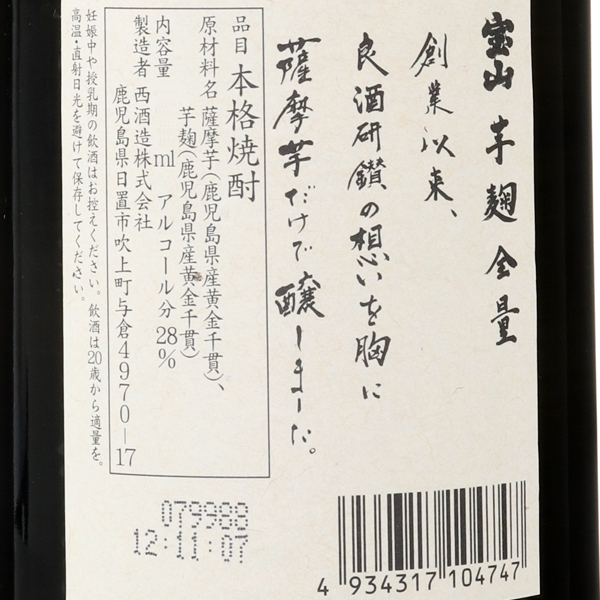 宝山 芋麹全量
創業以来、
良酒研鑽の想いを胸に
薩摩芋だけで醸しました。
品目 本格焼酎
原材料名 薩摩芋(鹿児島県産黄金千貫)、
芋麹(鹿児島県産黄金千貫)
内容量 ml アルコール分 28%
製造者 西酒造株式会社
鹿児島県日置市吹上町与倉4970-17
妊娠中や授乳期の飲酒はお控えください。飲酒は20歳から適量を。
高温・直射日光を避けて保存してください。
079988
12:11:07
4 934317 104747